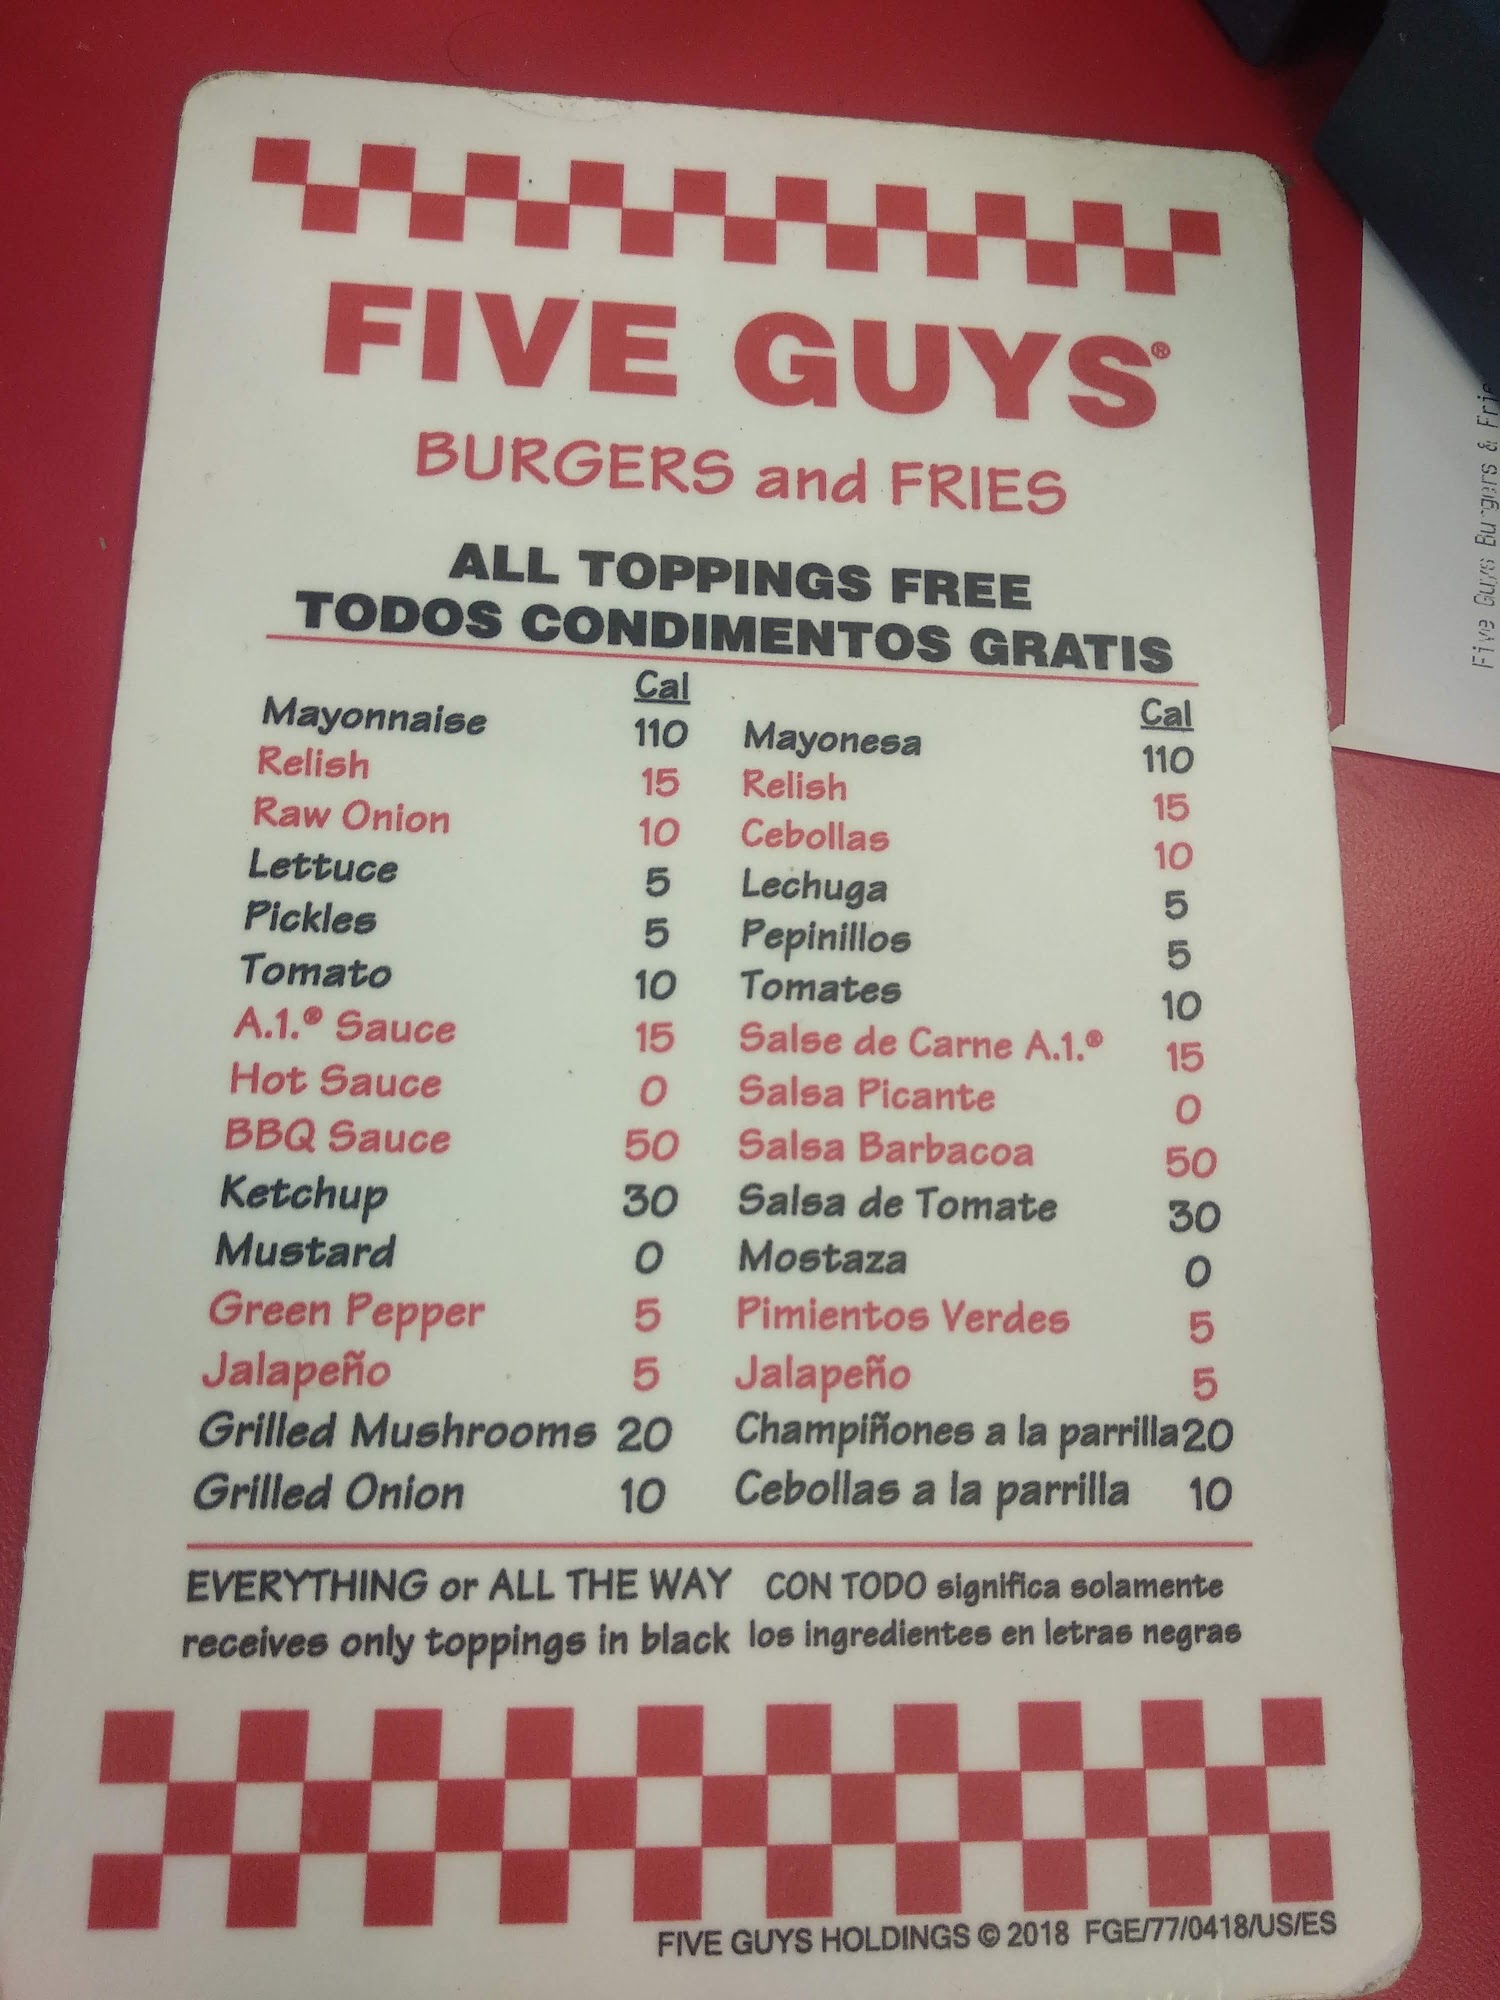 FIVE GUYS®
BURGERS and FRIES
ALL TOPPINGS FREE
TODOS CONDIMENTOS GRATIS
Cal Cal
Mayonnaise 110 Mayonesa 110
Relish 15 Relish 15
Raw Onion 10 Cebollas 10
Lettuce 5 Lechuga 5
Pickles 5 Pepinillos 5
Tomato 10 Tomates 10
A.1.® Sauce 15 Salse de Carne A.1.® 15
Hot Sauce 0 Salsa Picante 0
BBQ Sauce 50 Salsa Barbacoa 50
Ketchup 30 Salsa de Tomate 30
Mustard 0 Mostaza 0
Green Pepper 5 Pimientos Verdes 5
Jalapeño 5 Jalapeño 5
Grilled Mushrooms 20 Champiñones a la parrilla 20
Grilled Onion 10 Cebollas a la parrilla 10
EVERYTHING or ALL THE WAY CON TODO significa solamente
receives only toppings in black los ingredientes en letras negras
FIVE GUYS HOLDINGS © 2018 FGE/77/0418/US/ES
Five Guys Burgers & Frie